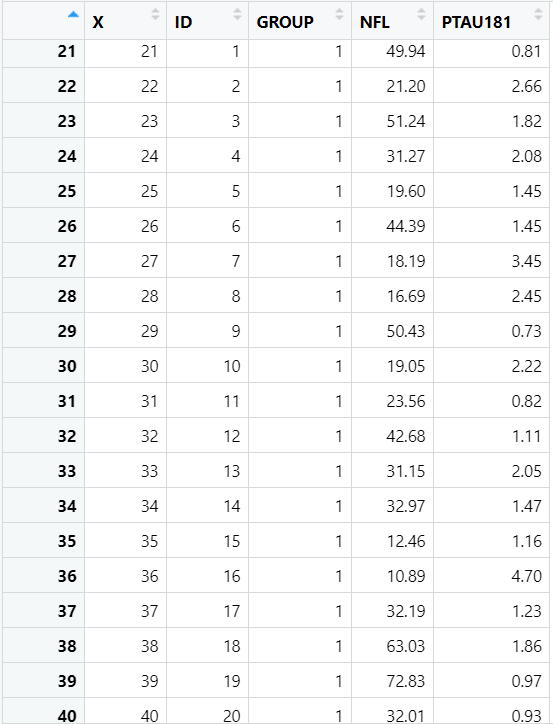 X ID GROUP NFL PTAU181
21 21 1 1 49.94 0.81
22 22 2 1 21.20 2.66
23 23 3 1 51.24 1.82
24 24 4 1 31.27 2.08
25 25 5 1 19.60 1.45
26 26 6 1 44.39 1.45
27 27 7 1 18.19 3.45
28 28 8 1 16.69 2.45
29 29 9 1 50.43 0.73
30 30 10 1 19.05 2.22
31 31 11 1 23.56 0.82
32 32 12 1 42.68 1.11
33 33 13 1 31.15 2.05
34 34 14 1 32.97 1.47
35 35 15 1 12.46 1.16
36 36 16 1 10.89 4.70
37 37 17 1 32.19 1.23
38 38 18 1 63.03 1.86
39 39 19 1 72.83 0.97
40 40 20 1 32.01 0.93